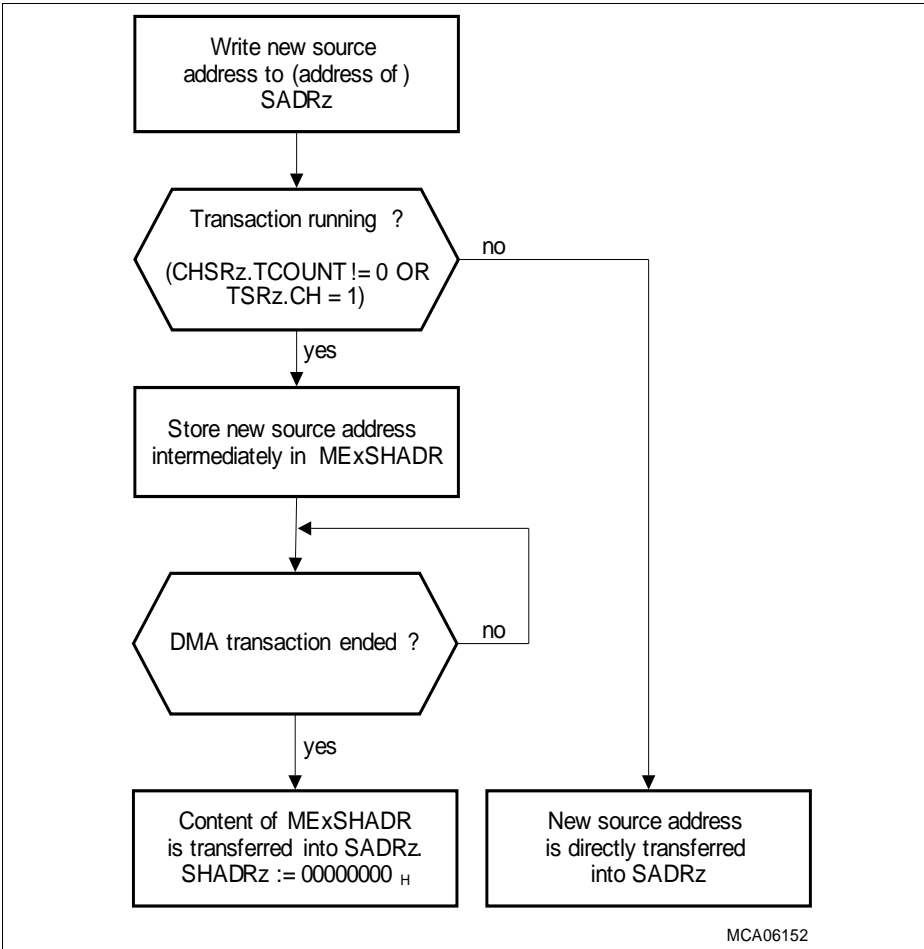 Write new source
address to (address of )
SADRz
Transaction running ?
(CHSRz.TCOUNT != 0 OR
TSRz.CH = 1)
no
yes
Store new source address
intermediately in MExSHADR
DMA transaction ended ?
no
yes
Content of MExSHADR
is transferred into SADRz.
SHADRz := 00000000 H
New source address
is directly transferred
into SADRz
MCA06152